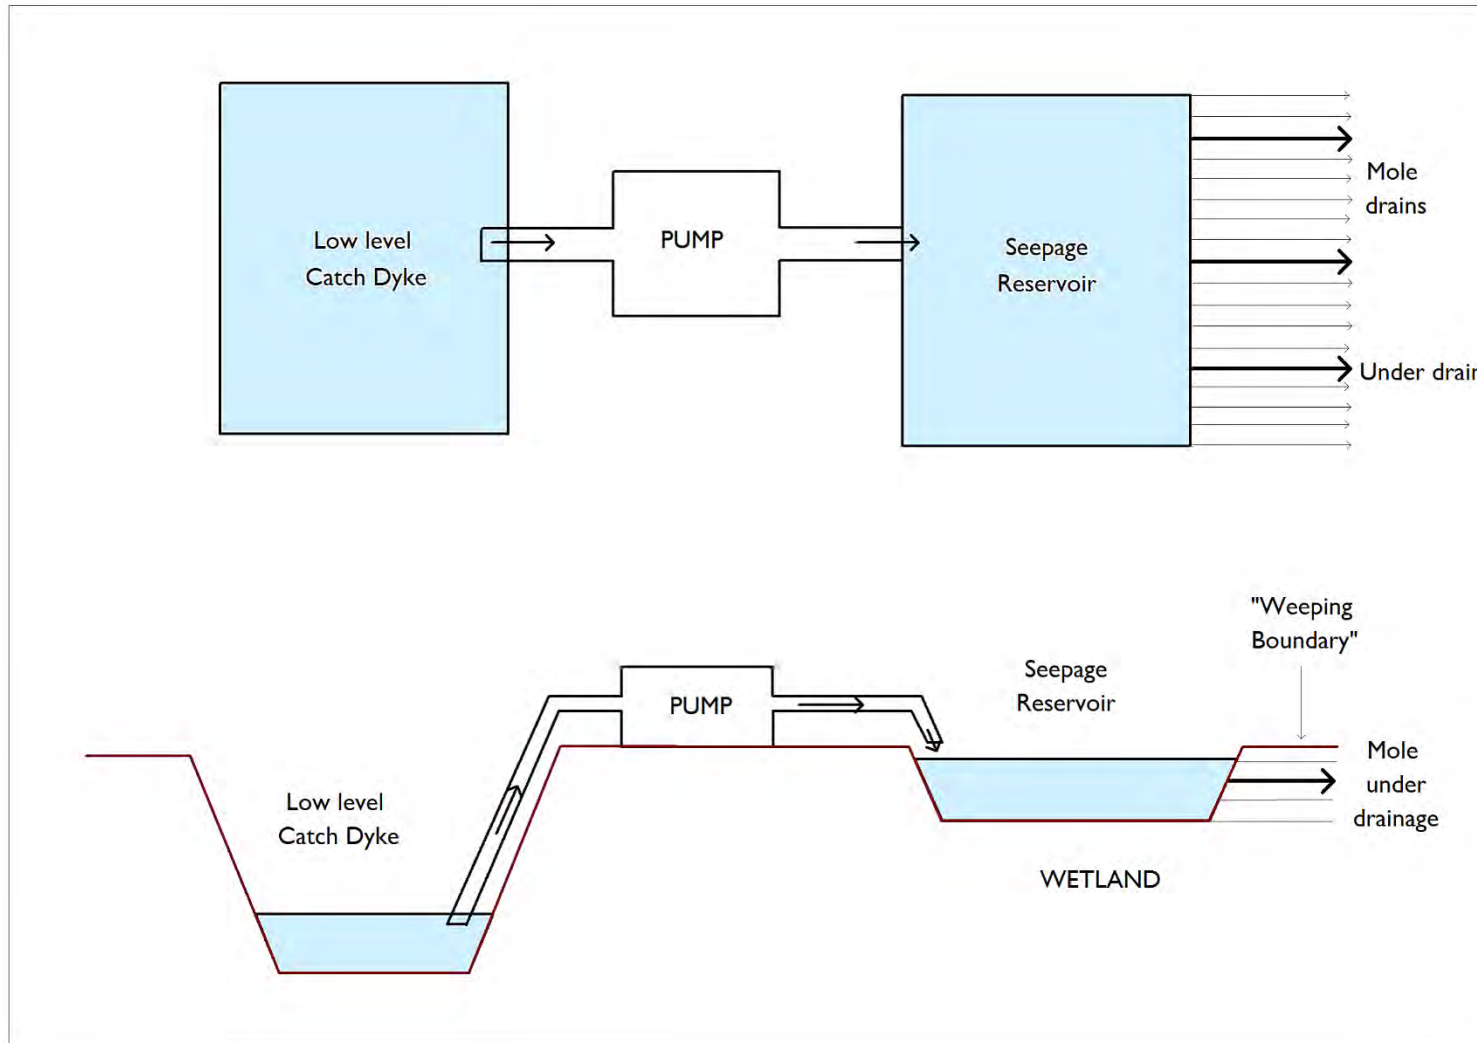 Low level
Catch Dyke
PUMP
Seepage
Reservoir
Mole
drains
Under drain
"Weeping
Boundary"
Seepage
Reservoir
PUMP
Low level
Catch Dyke
Mole
under
drainage
WETLAND